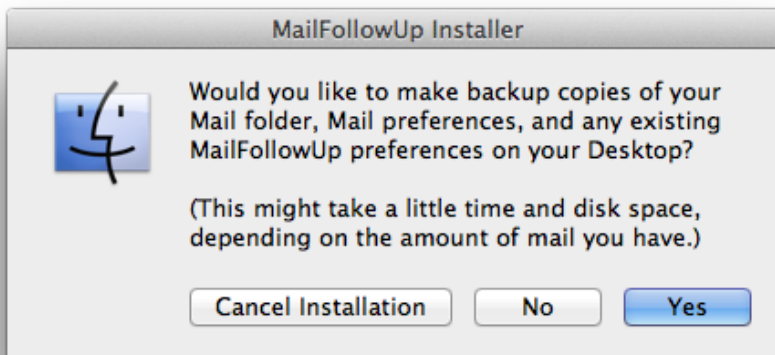 MailFollowUp Installer
Would you like to make backup copies of your
Mail folder, Mail preferences, and any existing
MailFollowUp preferences on your Desktop?
(This might take a little time and disk space,
depending on the amount of mail you have.)
Cancel Installation No Yes